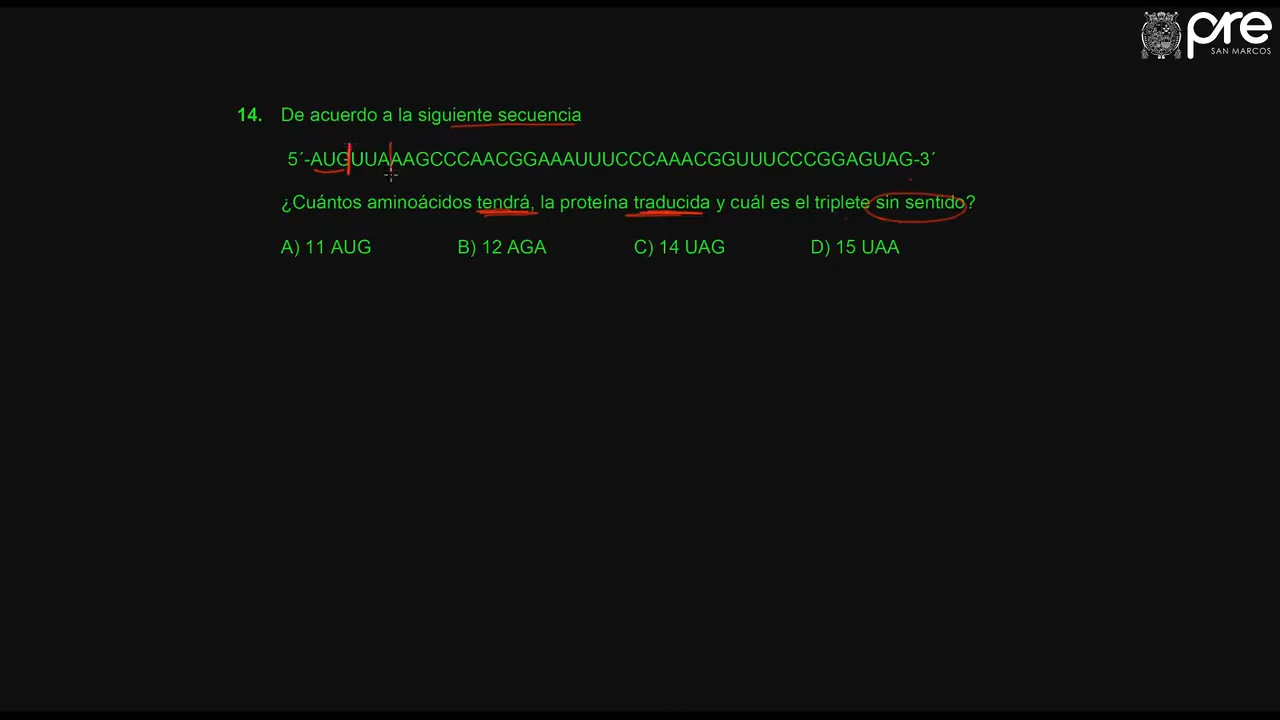 pre
SAN MARCOS
14. De acuerdo a la siguiente secuencia
5´-AUGUUAAAGCCCAACGGAAAUUUCCCAAACGGUUUCCCGGAGUAG-3´
¿Cuántos aminoácidos tendrá, la proteína traducida y cuál es el triplete sin sentido?
A) 11 AUG B) 12 AGA C) 14 UAG D) 15 UAA